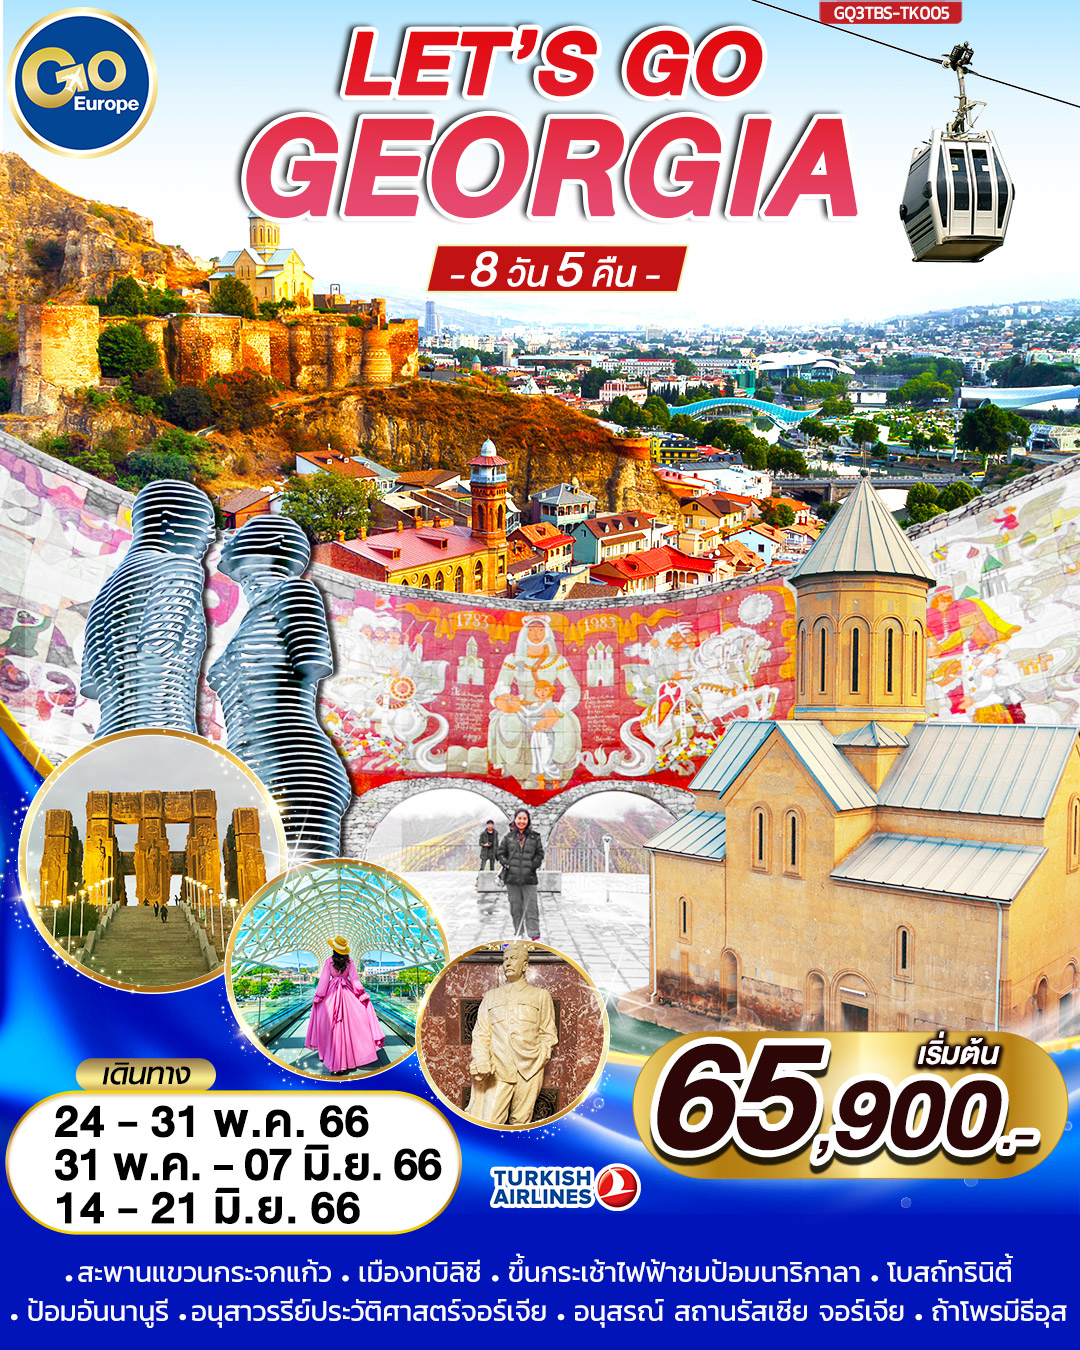 GQ3TBS-TK005
GO
Europe
LET'S GO
GEORGIA
- 8 วัน 5 คืน -
1783 1983
เดินทาง
24 – 31 พ.ค. 66
31 พ.ค. – 07 มิ.ย. 66
14 – 21 มิ.ย. 66
เริ่มต้น
65,900.-
TURKISH
AIRLINES
• สะพานแขวนกระจกแก้ว • เมืองทบิลิซี • ขึ้นกระเช้าไฟฟ้าชมป้อมนาริกาลา • โบสถ์ทรินิตี้
• ป้อมอันนานูรี • อนุสาวรรีย์ประวัติศาสตร์จอร์เจีย • อนุสรณ์ สถานรัสเซีย จอร์เจีย • ถ้าโพรมีธีอุส